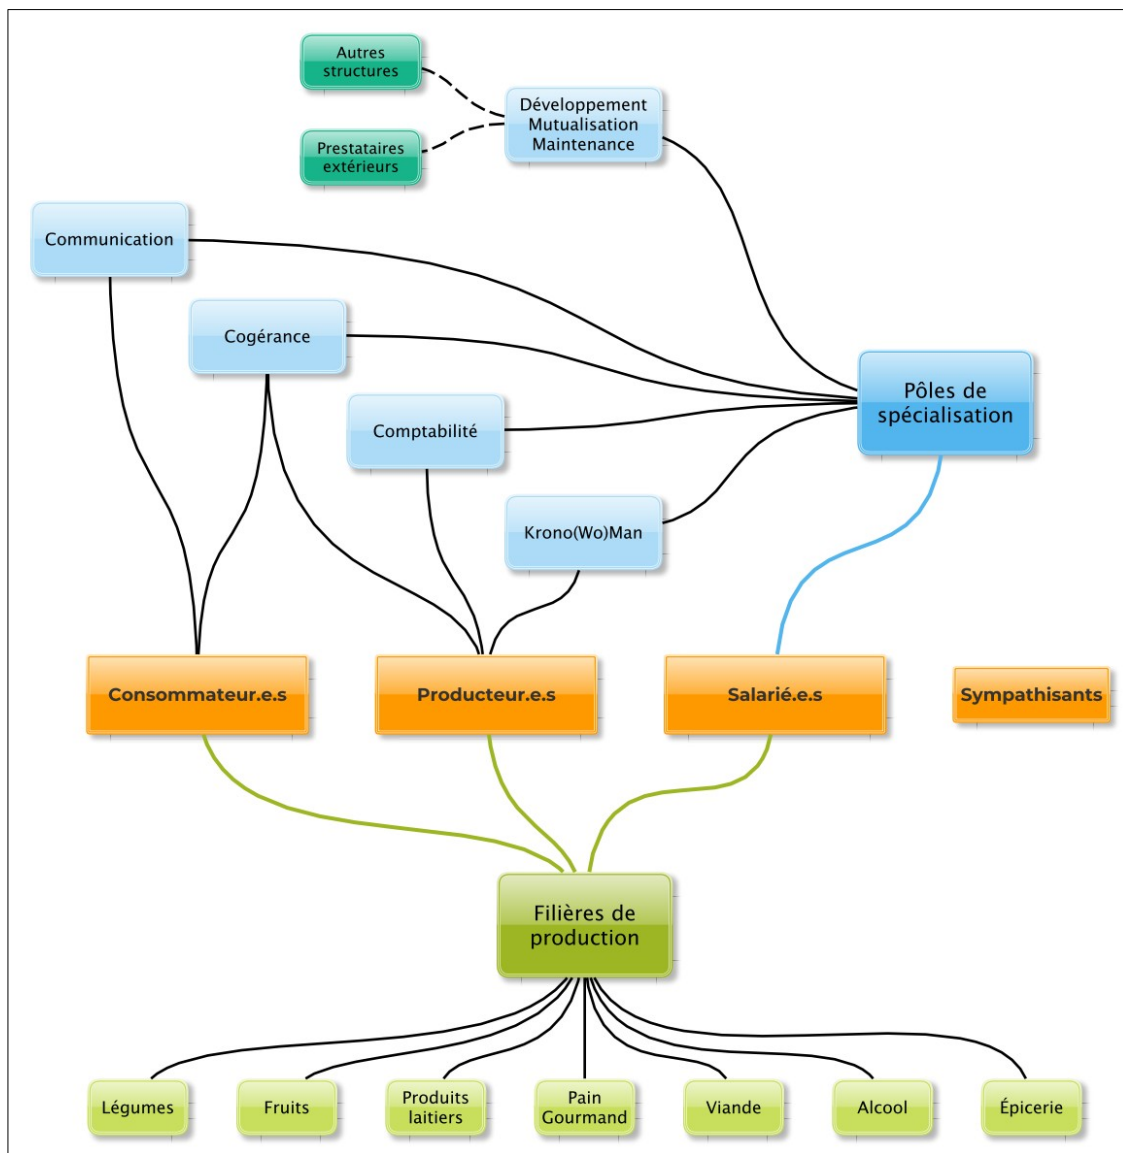 Autres
structures
Développement
Mutualisation
Maintenance
Prestataires
extérieurs
Communication
Cogérance
Pôles de
spécialisation
Comptabilité
Krono(Wo)Man
Consommateur.e.s
Producteur.e.s
Salarié.e.s
Sympathisants
Filières de
production
Légumes
Fruits
Produits
laitiers
Pain
Gourmand
Viande
Alcool
Épicerie